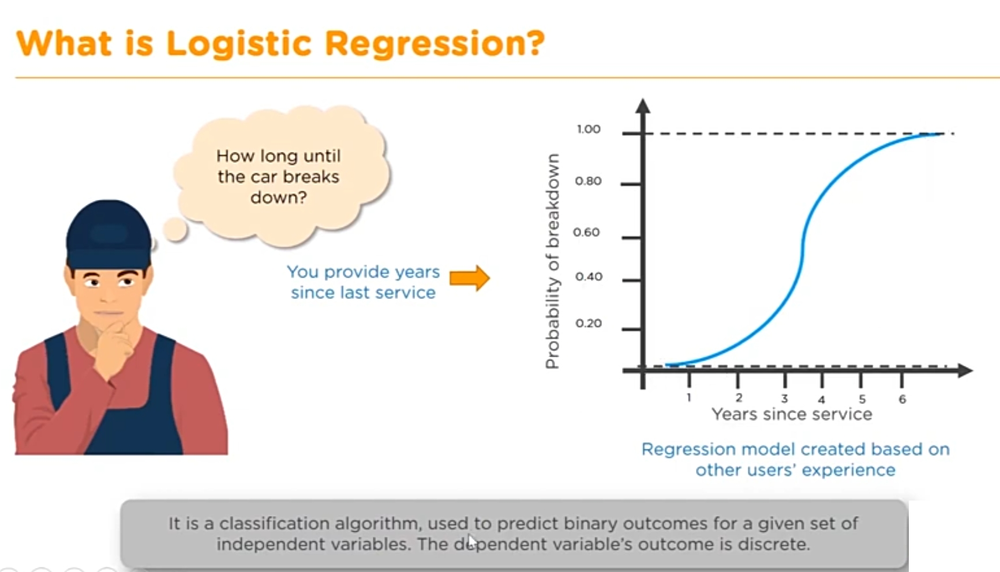 What is Logistic Regression?
How long until
the car breaks
down?
You provide years
since last service
Probability of breakdown
1.00
0.80
0.60
0.40
0.20
1 2 3 4 5 6
Years since service
Regression model created based on
other users' experience
It is a classification algorithm, used to predict binary outcomes for a given set of
independent variables. The dependent variable's outcome is discrete.